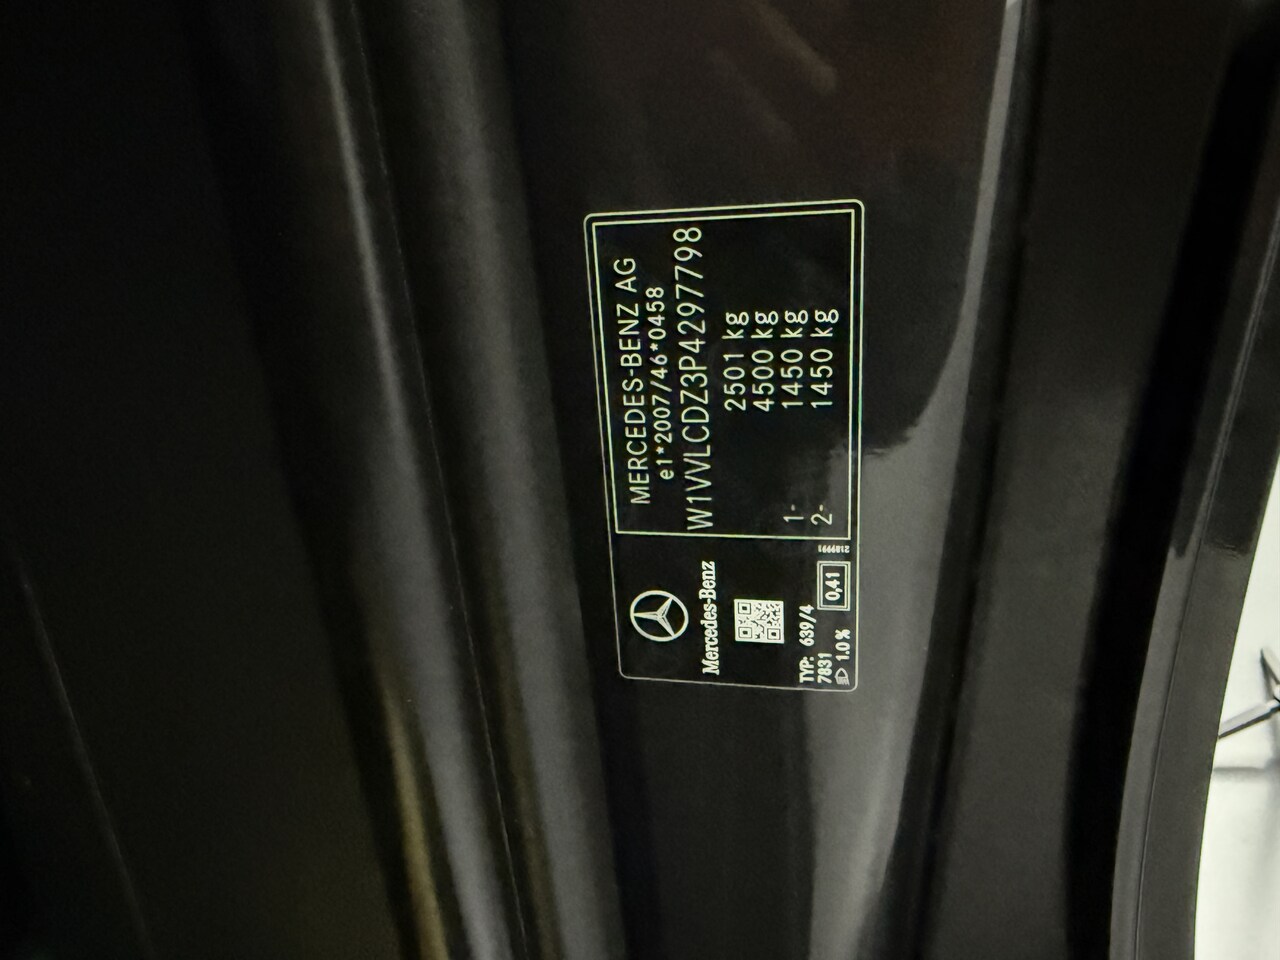 MERCEDES-BENZ AG
e1*2007/46*0458
W1VVLCDZ3P4297798
2501 kg
4500 kg
1- 1450 kg
2- 1450 kg
Mercedes-Benz
TYP: 639/4
7831
1.0 %
0,41